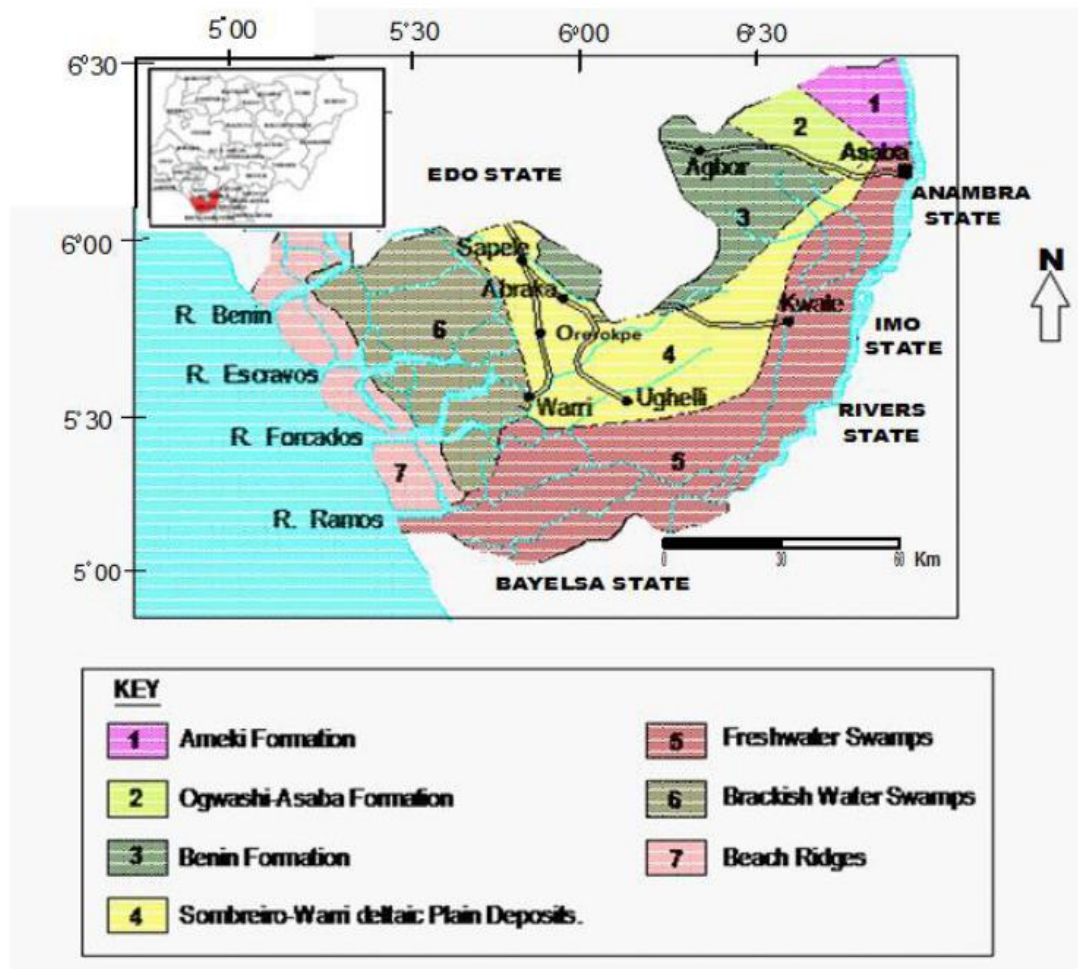 5°00
5°30
6°00
6°30
6°30
1
2
Asaba
Agbor
EDO STATE
ANAMBRA
STATE
3
6°00
Sapele
N
Abraka
Kwale
R. Benin
6
Ororokpe
IMO
STATE
4
R. Escravos
Warri
Ughelli
5°30
RIVERS
STATE
R. Forcados
7
5
R. Ramos
0
30
60
Km
5°00
BAYELSA STATE
KEY
1 Ameki Formation
2 Ogwashi-Asaba Formation
3 Benin Formation
4 Sombreiro-Warri deltaic Plain Deposits.
5 Freshwater Swamps
6 Brackish Water Swamps
7 Beach Ridges